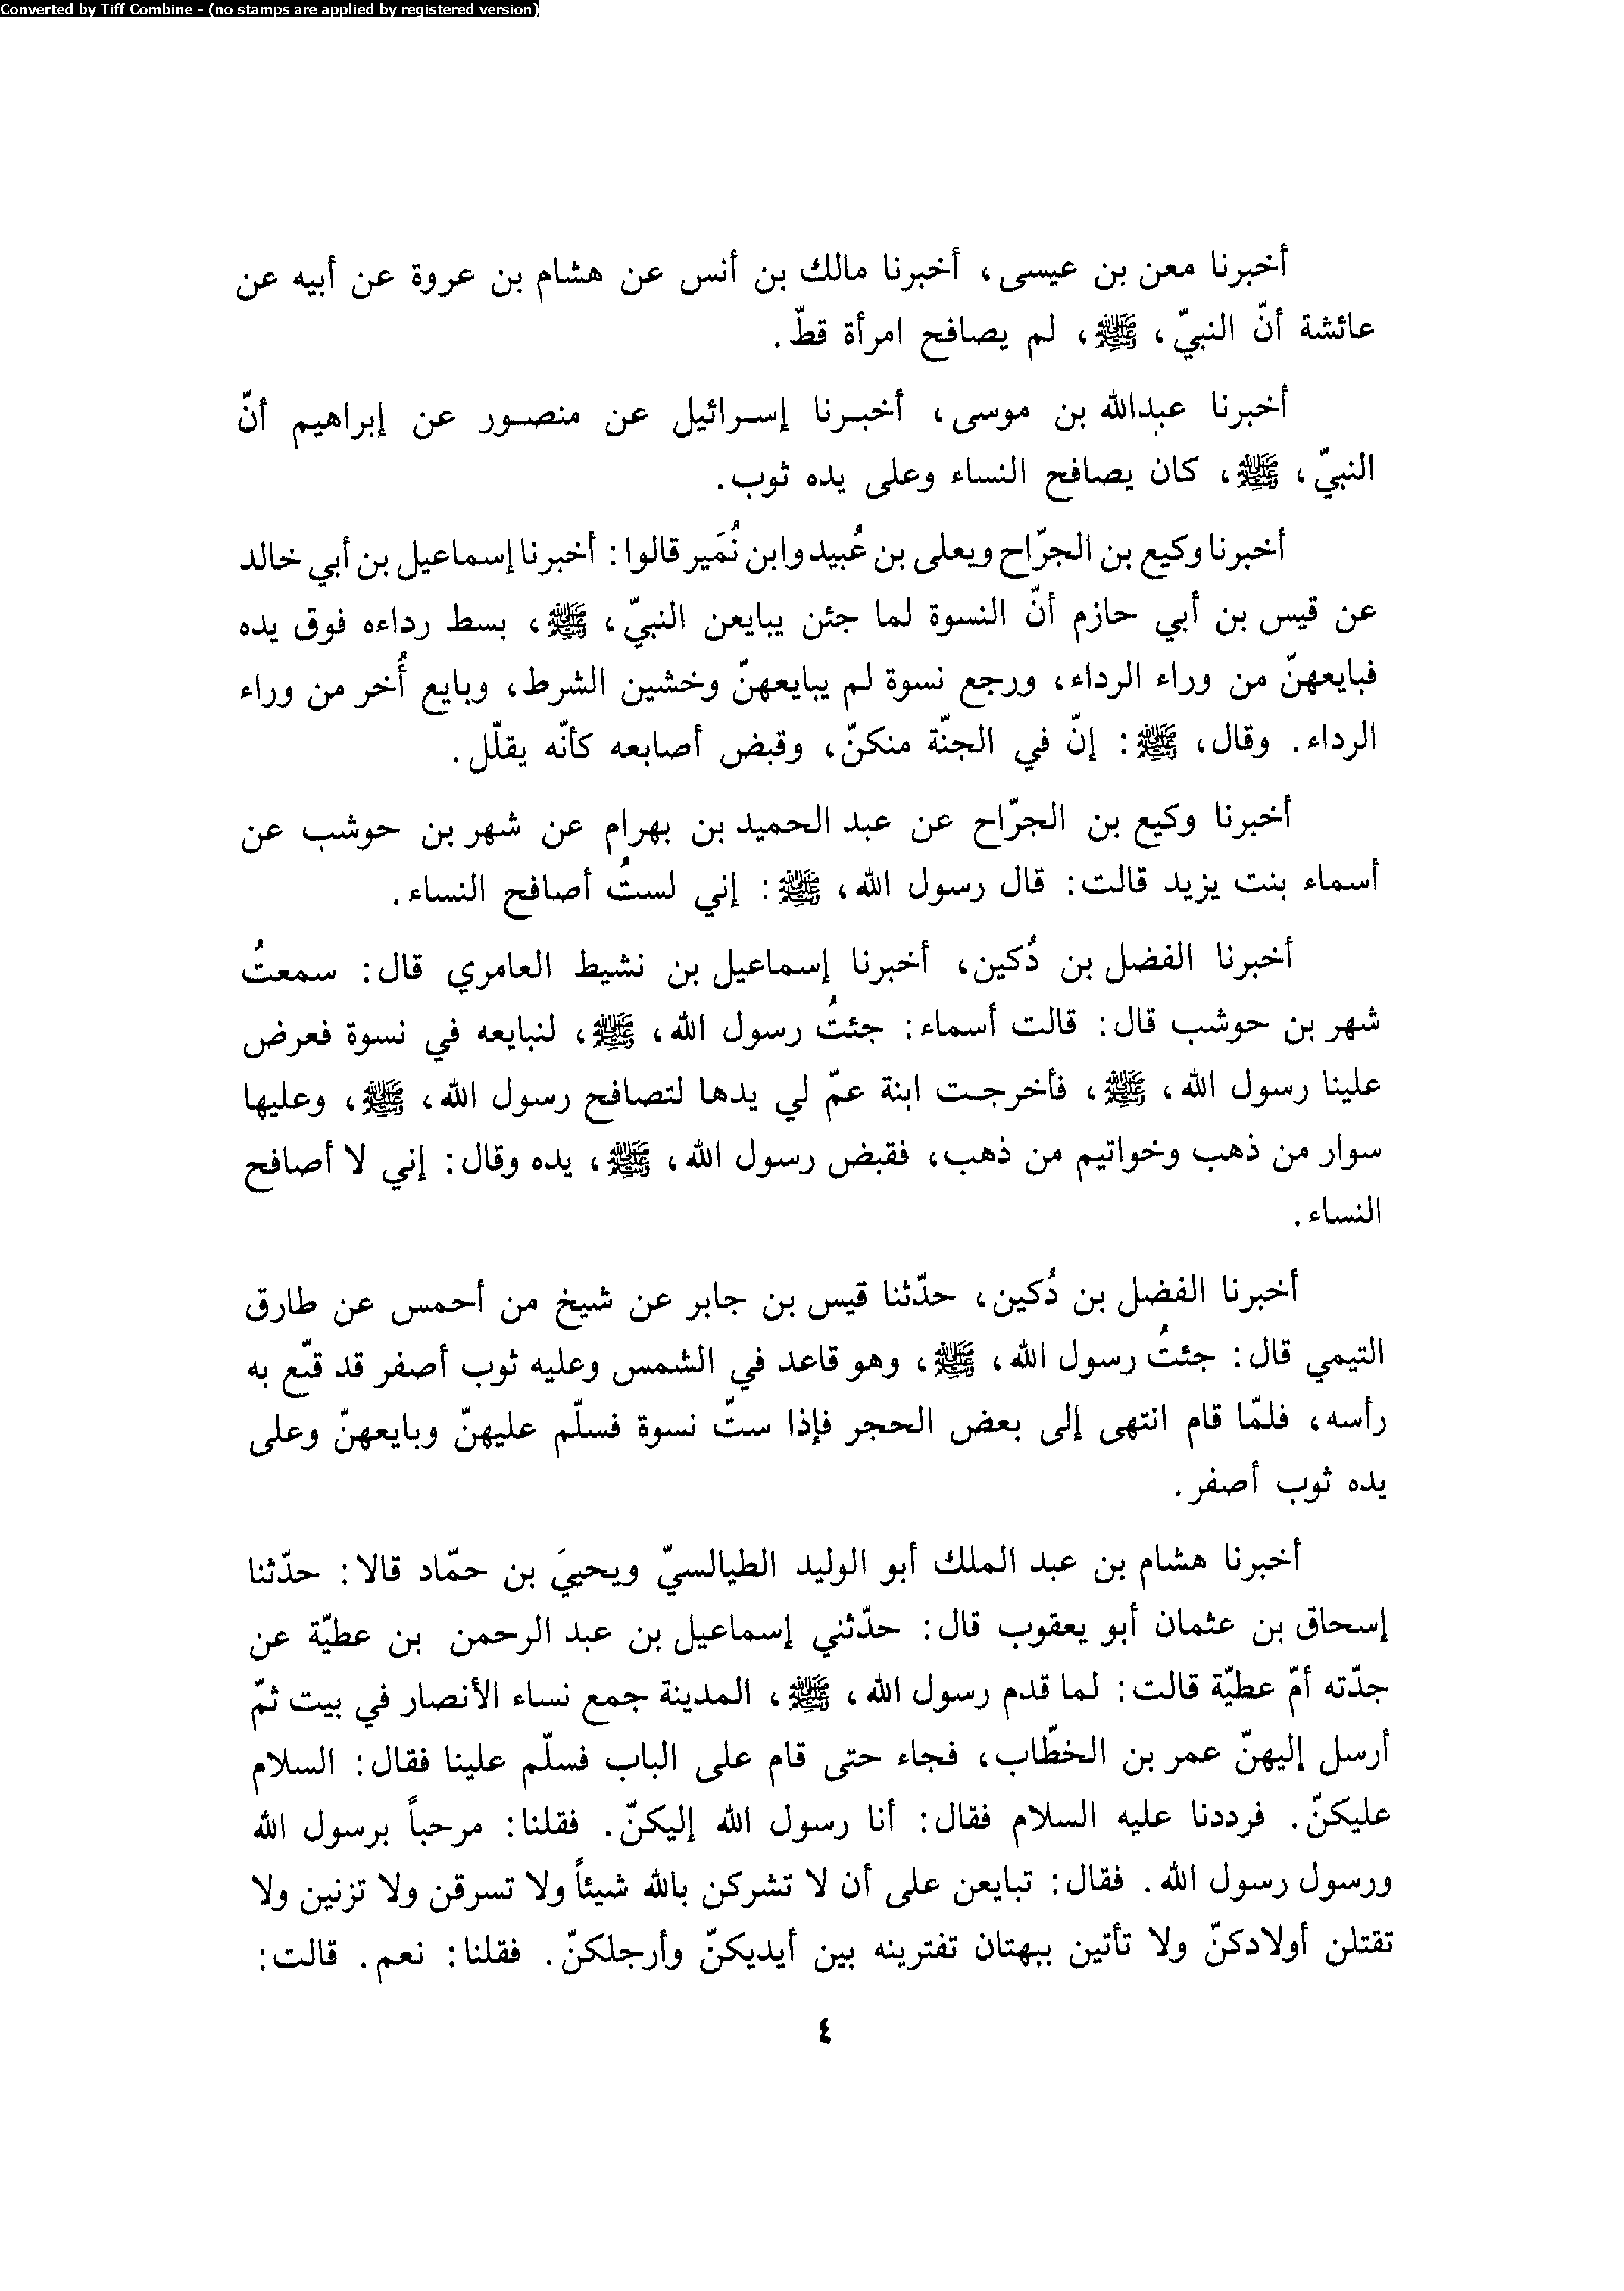 Converted by Tiff Combine - (no stamps are applied by registered version)
أخبرنا معن بن عيسى، أخبرنا مالك بن أنس عن هشام بن عروة عن أبيه عن
عائشة أنّ النبيّ، ﷺ، لم يصافح امرأة قطّ.
أخبرنا عبدالله بن موسى، أخبـرنا إسـرائيل عن منصـور عن إبراهيم أنّ
النبيّ، ﷺ، كان يصافح النساء وعلى يده ثوب.
أخبرنا وكيع بن الجرّاح ويعلى بن عُبيد وابن نُمَير قالوا: أخبرنا إسماعيل بن أبي خالد
عن قيس بن أبي حازم أنّ النسوة لما جئن يبايعن النبيّ، ﷺ، بسط رداءه فوق يده
فبايعهنّ من وراء الرداء، ورجع نسوة لم يبايعهنّ وخشين الشرط، وبايع أُخر من وراء
الرداء. وقال، ﷺ: إنّ في الجنّة منكنّ، وقبض أصابعه كأنّه يقلّل.
أخبرنا وكيع بن الجرّاح عن عبد الحميد بن بهرام عن شهر بن حوشب عن
أسماء بنت يزيد قالت: قال رسول الله، ﷺ: إني لستُ أصافح النساء.
أخبرنا الفضل بن دُكين، أخبرنا إسماعيل بن نشيط العامري قال: سمعتُ
شهر بن حوشب قال: قالت أسماء: جئتُ رسول الله، ﷺ، لنبايعه في نسوة فعرض
علينا رسول الله، ﷺ، فأخرجـت ابنة عمّ لي يدها لتصافح رسول الله، ﷺ، وعليها
سوار من ذهب وخواتيم من ذهب، فقبض رسول الله، ﷺ، يده وقال: إني لا أصافح
النساء.
أخبرنا الفضل بن دُكين، حدّثنا قيس بن جابر عن شيخ من أحمس عن طارق
التيمي قال: جئتُ رسول الله، ﷺ، وهو قاعد في الشمس وعليه ثوب أصفر قد قنّع به
رأسه، فلمّا قام انتهى إلى بعض الحجر فإذا ستّ نسوة فسلّم عليهنّ وبايعهنّ وعلى
يده ثوب أصفر.
أخبرنا هشام بن عبد الملك أبو الوليد الطيالسيّ ويحييَ بن حمّاد قالا: حدّثنا
إسحاق بن عثمان أبو يعقوب قال: حدّثني إسماعيل بن عبد الرحمن بن عطيّة عن
جدّته أمّ عطيّة قالت: لما قدم رسول الله، ﷺ، المدينة جمع نساء الأنصار في بيت ثمّ
أرسل إليهنّ عمر بن الخطّاب، فجاء حتى قام على الباب فسلّم علينا فقال: السلام
عليكنّ. فرددنا عليه السلام فقال: أنا رسول الله إليكنّ. فقلنا: مرحباً برسول الله
ورسول رسول الله. فقال: تبايعن على أن لا تشركن بالله شيئاً ولا تسرقن ولا تزنين ولا
تقتلن أولادكنّ ولا تأتين ببهتان تفترينه بين أيديكنّ وأرجلكنّ. فقلنا: نعم. قالت:
٤